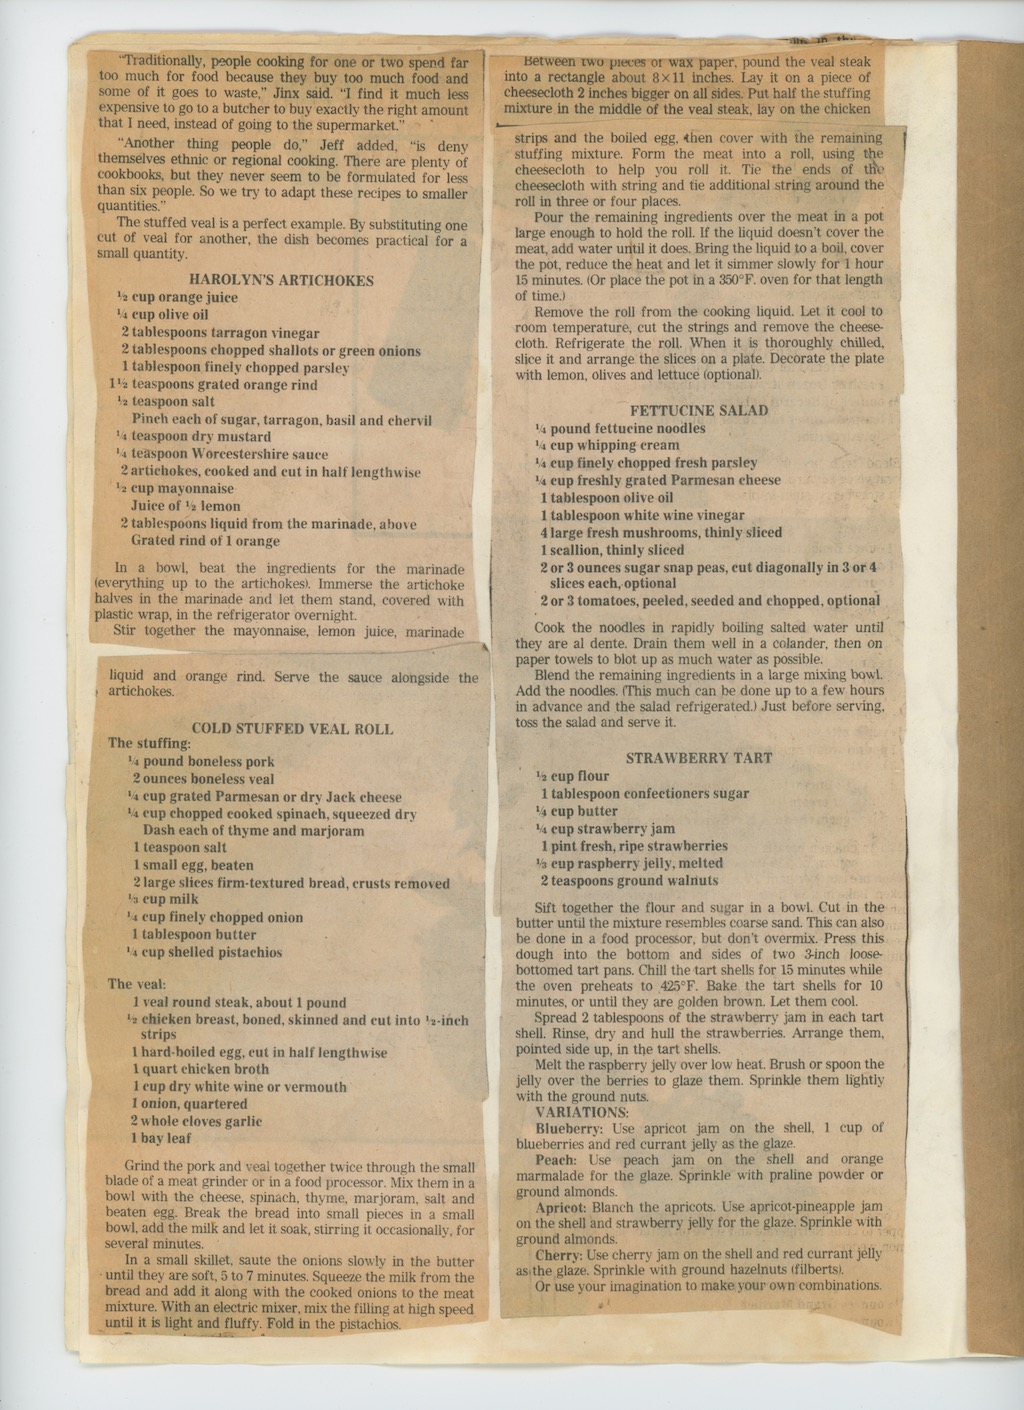 "Traditionally, people cooking for one or two spend far
too much for food because they buy too much food and
some of it goes to waste," Jinx said. "I find it much less
expensive to go to a butcher to buy exactly the right amount
that I need, instead of going to the supermarket."
"Another thing people do," Jeff added, "is deny
themselves ethnic or regional cooking. There are plenty of
cookbooks, but they never seem to be formulated for less
than six people. So we try to adapt these recipes to smaller
quantities."
The stuffed veal is a perfect example. By substituting one
cut of veal for another, the dish becomes practical for a
small quantity.
HAROLYN'S ARTICHOKES
½ cup orange juice
¼ cup olive oil
2 tablespoons tarragon vinegar
2 tablespoons chopped shallots or green onions
1 tablespoon finely chopped parsley
1½ teaspoons grated orange rind
½ teaspoon salt
Pinch each of sugar, tarragon, basil and chervil
¼ teaspoon dry mustard
¼ teaspoon Worcestershire sauce
2 artichokes, cooked and cut in half lengthwise
½ cup mayonnaise
Juice of ½ lemon
2 tablespoons liquid from the marinade, above
Grated rind of 1 orange
In a bowl, beat the ingredients for the marinade
(everything up to the artichokes). Immerse the artichoke
halves in the marinade and let them stand, covered with
plastic wrap, in the refrigerator overnight.
Stir together the mayonnaise, lemon juice, marinade
liquid and orange rind. Serve the sauce alongside the
artichokes.
COLD STUFFED VEAL ROLL
The stuffing:
¼ pound boneless pork
2 ounces boneless veal
¼ cup grated Parmesan or dry Jack cheese
¼ cup chopped cooked spinach, squeezed dry
Dash each of thyme and marjoram
1 teaspoon salt
1 small egg, beaten
2 large slices firm-textured bread, crusts removed
⅓ cup milk
¼ cup finely chopped onion
1 tablespoon butter
¼ cup shelled pistachios
The veal:
1 veal round steak, about 1 pound
½ chicken breast, boned, skinned and cut into ½-inch
strips
1 hard-boiled egg, cut in half lengthwise
1 quart chicken broth
1 cup dry white wine or vermouth
1 onion, quartered
2 whole cloves garlic
1 bay leaf
Grind the pork and veal together twice through the small
blade of a meat grinder or in a food processor. Mix them in a
bowl with the cheese, spinach, thyme, marjoram, salt and
beaten egg. Break the bread into small pieces in a small
bowl, add the milk and let it soak, stirring it occasionally, for
several minutes.
In a small skillet, saute the onions slowly in the butter
until they are soft, 5 to 7 minutes. Squeeze the milk from the
bread and add it along with the cooked onions to the meat
mixture. With an electric mixer, mix the filling at high speed
until it is light and fluffy. Fold in the pistachios.
Between two pieces of wax paper, pound the veal steak
into a rectangle about 8×11 inches. Lay it on a piece of
cheesecloth 2 inches bigger on all sides. Put half the stuffing
mixture in the middle of the veal steak, lay on the chicken
strips and the boiled egg, then cover with the remaining
stuffing mixture. Form the meat into a roll, using the
cheesecloth to help you roll it. Tie the ends of the
cheesecloth with string and tie additional string around the
roll in three or four places.
Pour the remaining ingredients over the meat in a pot
large enough to hold the roll. If the liquid doesn't cover the
meat, add water until it does. Bring the liquid to a boil, cover
the pot, reduce the heat and let it simmer slowly for 1 hour
15 minutes. (Or place the pot in a 350°F. oven for that length
of time.)
Remove the roll from the cooking liquid. Let it cool to
room temperature, cut the strings and remove the cheese-
cloth. Refrigerate the roll. When it is thoroughly chilled,
slice it and arrange the slices on a plate. Decorate the plate
with lemon, olives and lettuce (optional).
FETTUCINE SALAD
¼ pound fettucine noodles
¼ cup whipping cream
¼ cup finely chopped fresh parsley
¼ cup freshly grated Parmesan cheese
1 tablespoon olive oil
1 tablespoon white wine vinegar
4 large fresh mushrooms, thinly sliced
1 scallion, thinly sliced
2 or 3 ounces sugar snap peas, cut diagonally in 3 or 4
slices each, optional
2 or 3 tomatoes, peeled, seeded and chopped, optional
Cook the noodles in rapidly boiling salted water until
they are al dente. Drain them well in a colander, then on
paper towels to blot up as much water as possible.
Blend the remaining ingredients in a large mixing bowl.
Add the noodles. (This much can be done up to a few hours
in advance and the salad refrigerated.) Just before serving,
toss the salad and serve it.
STRAWBERRY TART
½ cup flour
1 tablespoon confectioners sugar
¼ cup butter
¼ cup strawberry jam
1 pint fresh, ripe strawberries
⅓ cup raspberry jelly, melted
2 teaspoons ground walnuts
Sift together the flour and sugar in a bowl. Cut in the
butter until the mixture resembles coarse sand. This can also
be done in a food processor, but don't overmix. Press this
dough into the bottom and sides of two 3-inch loose-
bottomed tart pans. Chill the tart shells for 15 minutes while
the oven preheats to 425°F. Bake the tart shells for 10
minutes, or until they are golden brown. Let them cool.
Spread 2 tablespoons of the strawberry jam in each tart
shell. Rinse, dry and hull the strawberries. Arrange them,
pointed side up, in the tart shells.
Melt the raspberry jelly over low heat. Brush or spoon the
jelly over the berries to glaze them. Sprinkle them lightly
with the ground nuts.
VARIATIONS:
Blueberry: Use apricot jam on the shell, 1 cup of
blueberries and red currant jelly as the glaze.
Peach: Use peach jam on the shell and orange
marmalade for the glaze. Sprinkle with praline powder or
ground almonds.
Apricot: Blanch the apricots. Use apricot-pineapple jam
on the shell and strawberry jelly for the glaze. Sprinkle with
ground almonds.
Cherry: Use cherry jam on the shell and red currant jelly
as the glaze. Sprinkle with ground hazelnuts (filberts).
Or use your imagination to make your own combinations.